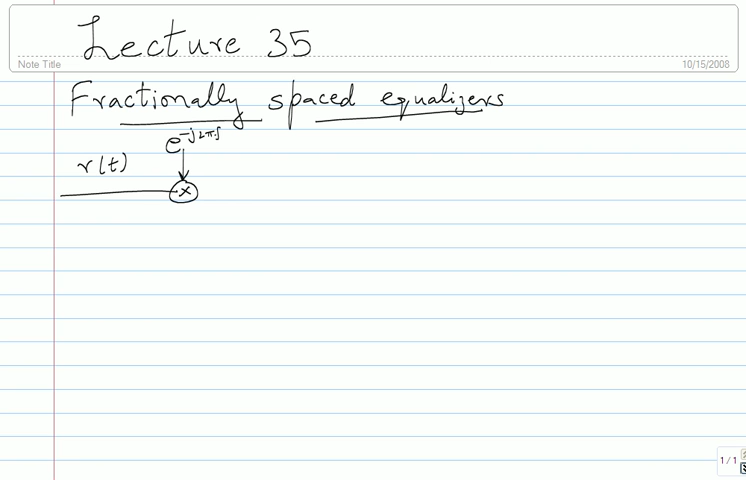 Lecture 35
Note Title
10/15/2008
Fractionally spaced equalizers
e^{-j2πf
r(t)
×
1/1